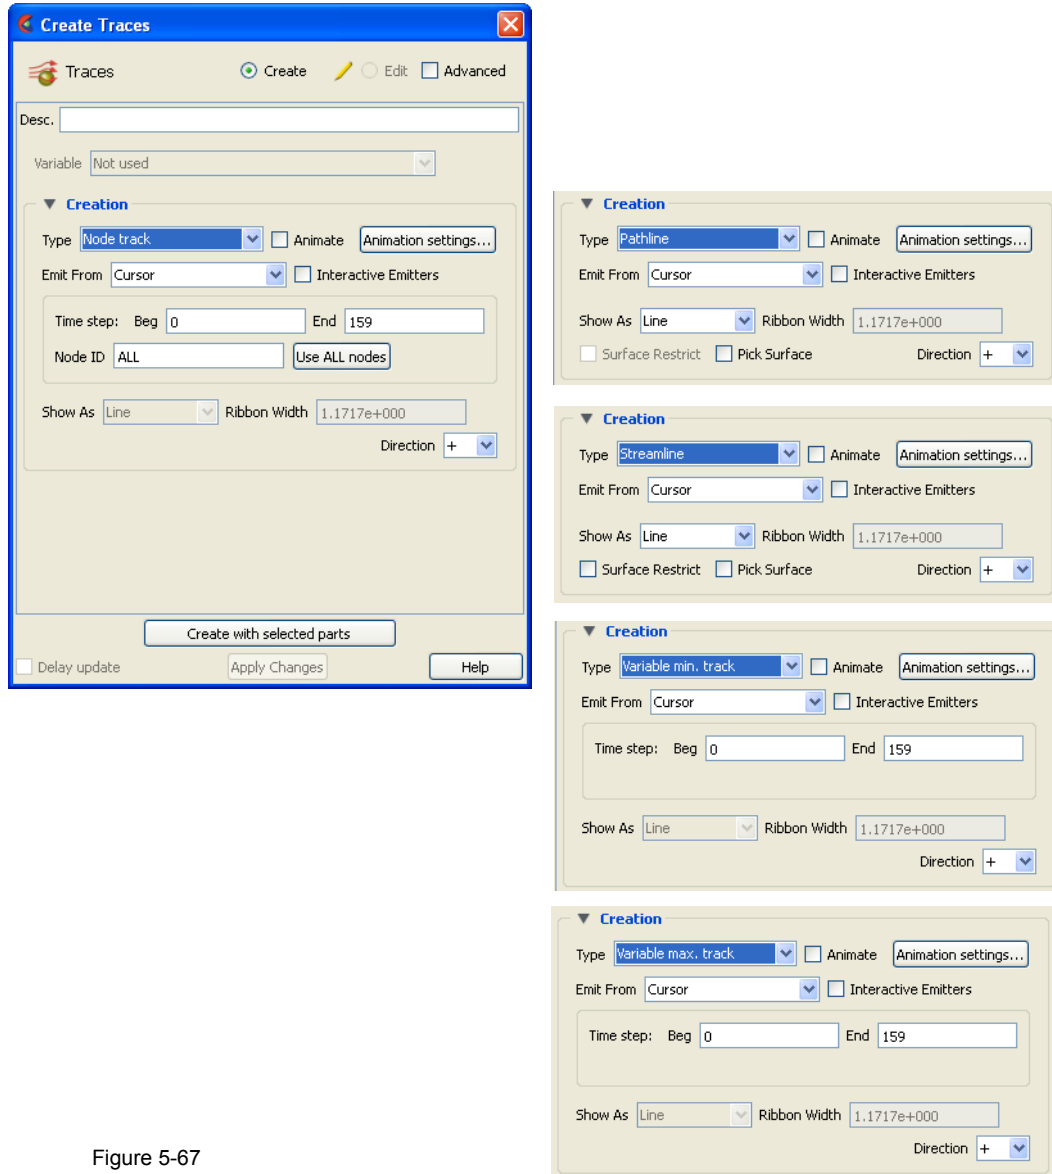 Create Traces
Traces Create Edit Advanced
Desc.
Variable Not used
Creation
Type Node track Animate Animation settings...
Emit From Cursor Interactive Emitters
Time step: Beg 0 End 159
Node ID ALL Use ALL nodes
Show As Line Ribbon Width 1.1717e+000
Direction +
Create with selected parts
Delay update Apply Changes Help
Creation
Type Pathline Animate Animation settings...
Emit From Cursor Interactive Emitters
Show As Line Ribbon Width 1.1717e+000
Surface Restrict Pick Surface Direction +
Creation
Type Streamline Animate Animation settings...
Emit From Cursor Interactive Emitters
Show As Line Ribbon Width 1.1717e+000
Surface Restrict Pick Surface Direction +
Creation
Type Variable min. track Animate Animation settings...
Emit From Cursor Interactive Emitters
Time step: Beg 0 End 159
Show As Line Ribbon Width 1.1717e+000
Direction +
Creation
Type Variable max. track Animate Animation settings...
Emit From Cursor Interactive Emitters
Time step: Beg 0 End 159
Show As Line Ribbon Width 1.1717e+000
Direction +
Figure 5-67